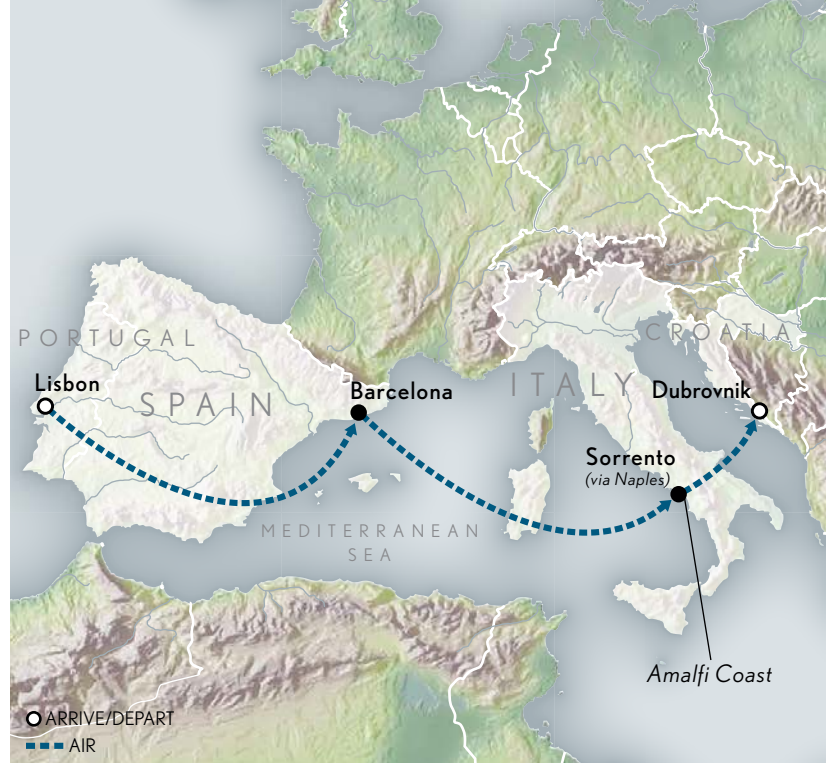 PORTUGAL
CROATIA
Lisbon
SPAIN
Barcelona
ITALY
Dubrovnik
Sorrento
(via Naples)
MEDITERRANEAN
SEA
Amalfi Coast
ARRIVE/DEPART
AIR